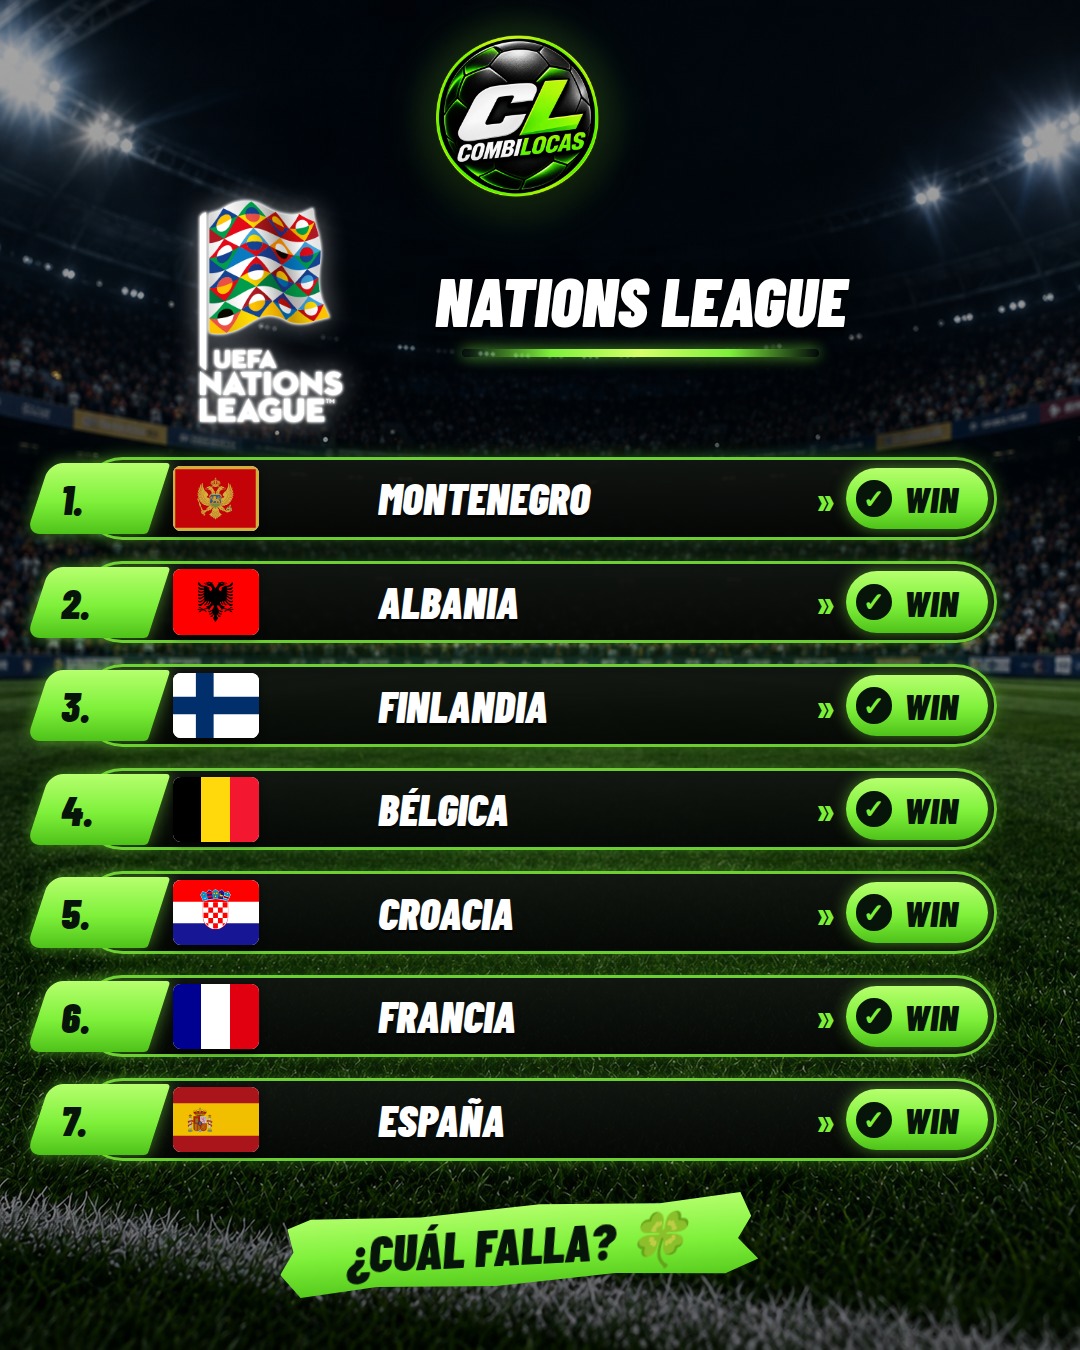 CL
COMBILOCAS
UEFA
NATIONS
LEAGUE™
NATIONS LEAGUE
1. MONTENEGRO » ✓ WIN
2. ALBANIA » ✓ WIN
3. FINLANDIA » ✓ WIN
4. BÉLGICA » ✓ WIN
5. CROACIA » ✓ WIN
6. FRANCIA » ✓ WIN
7. ESPAÑA » ✓ WIN
¿CUÁL FALLA? 🍀